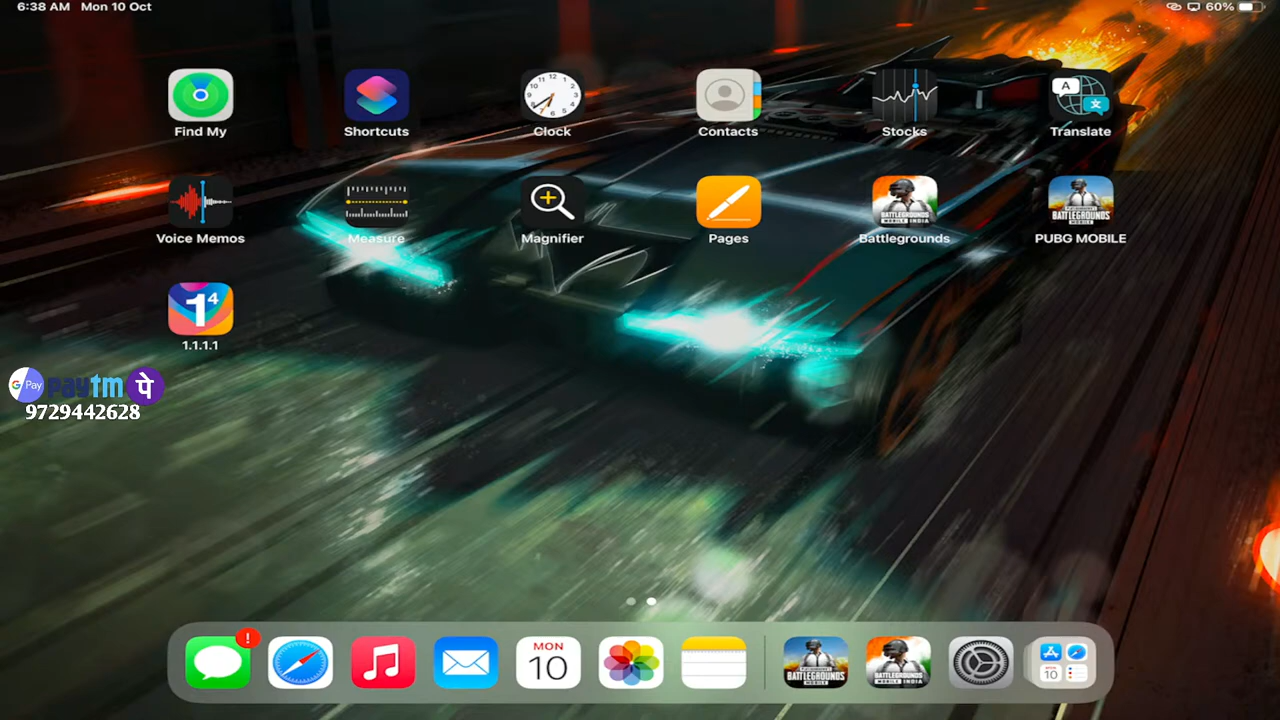 6:38 AM Mon 10 Oct
60%
Find My
Shortcuts
Clock
Contacts
Stocks
Translate
Voice Memos
Measure
Magnifier
Pages
Battlegrounds
PUBG MOBILE
1.1.1.1
G Pay paytm पे
9729442628
MON
10